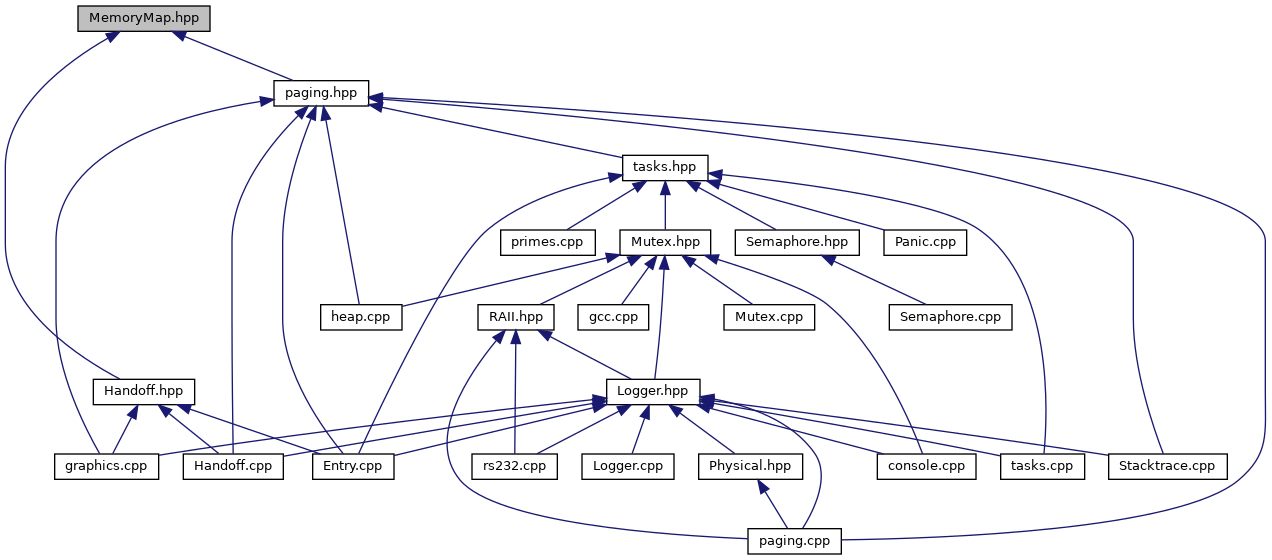 MemoryMap.hpp
paging.hpp
tasks.hpp
primes.cpp
Mutex.hpp
Semaphore.hpp
Panic.cpp
heap.cpp
RAII.hpp
gcc.cpp
Mutex.cpp
Semaphore.cpp
Handoff.hpp
Logger.hpp
graphics.cpp
Handoff.cpp
Entry.cpp
rs232.cpp
Logger.cpp
Physical.hpp
console.cpp
tasks.cpp
Stacktrace.cpp
paging.cpp